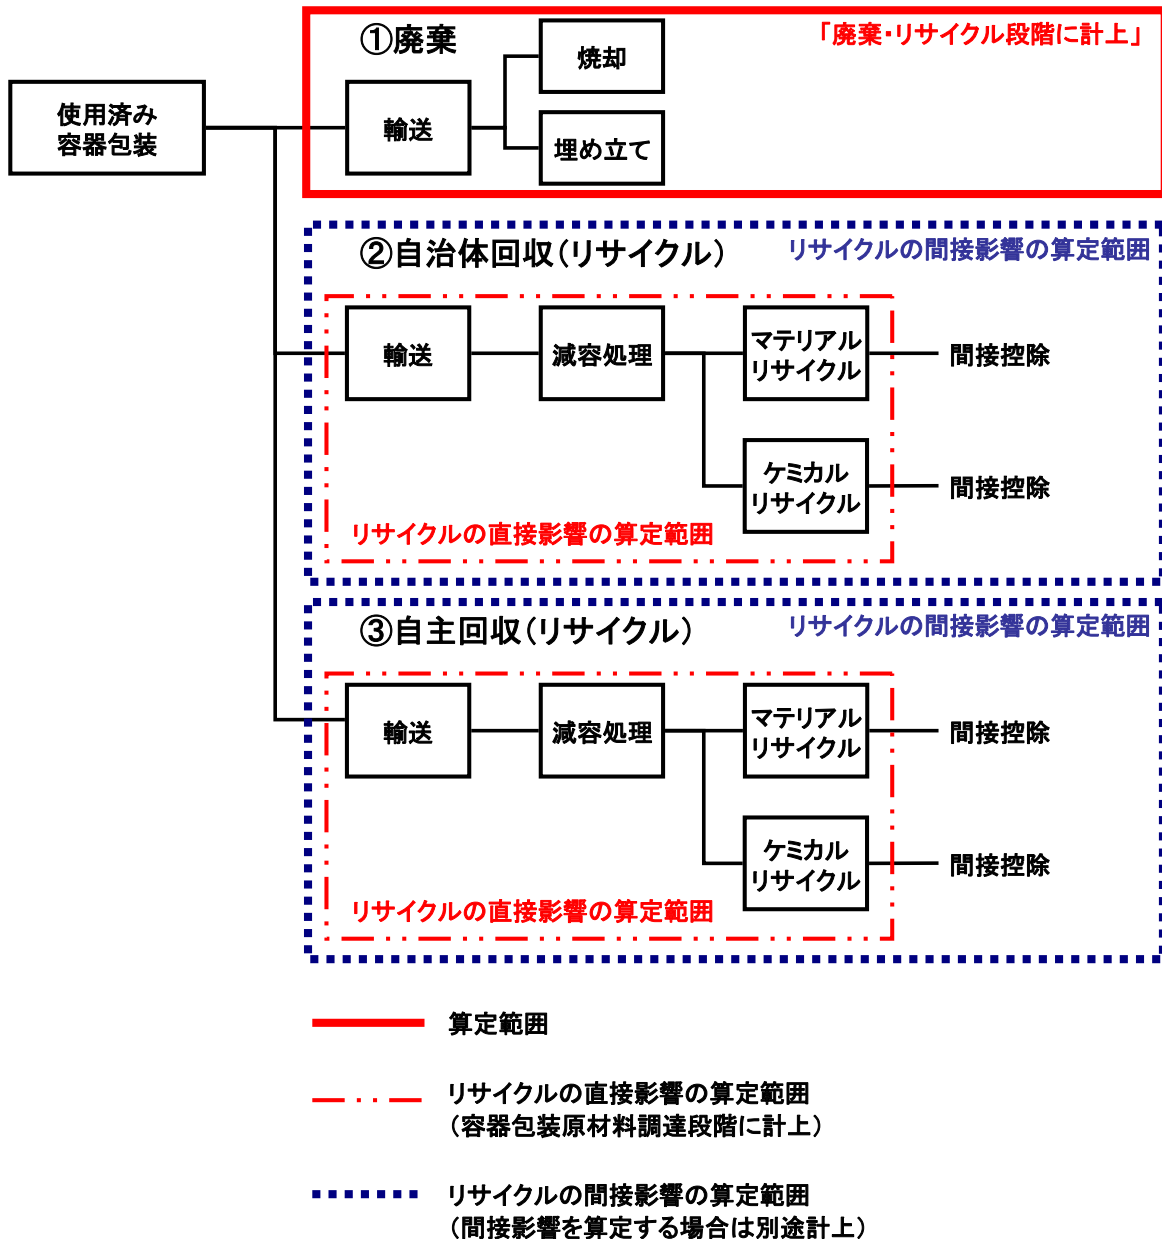 使用済み
容器包装
①廃棄
「廃棄・リサイクル段階に計上」
輸送
焼却
埋め立て
②自治体回収(リサイクル)
リサイクルの間接影響の算定範囲
輸送
減容処理
マテリアル
リサイクル
間接控除
ケミカル
リサイクル
間接控除
リサイクルの直接影響の算定範囲
③自主回収(リサイクル)
リサイクルの間接影響の算定範囲
輸送
減容処理
マテリアル
リサイクル
間接控除
ケミカル
リサイクル
間接控除
リサイクルの直接影響の算定範囲
算定範囲
リサイクルの直接影響の算定範囲
(容器包装原材料調達段階に計上)
リサイクルの間接影響の算定範囲
(間接影響を算定する場合は別途計上)